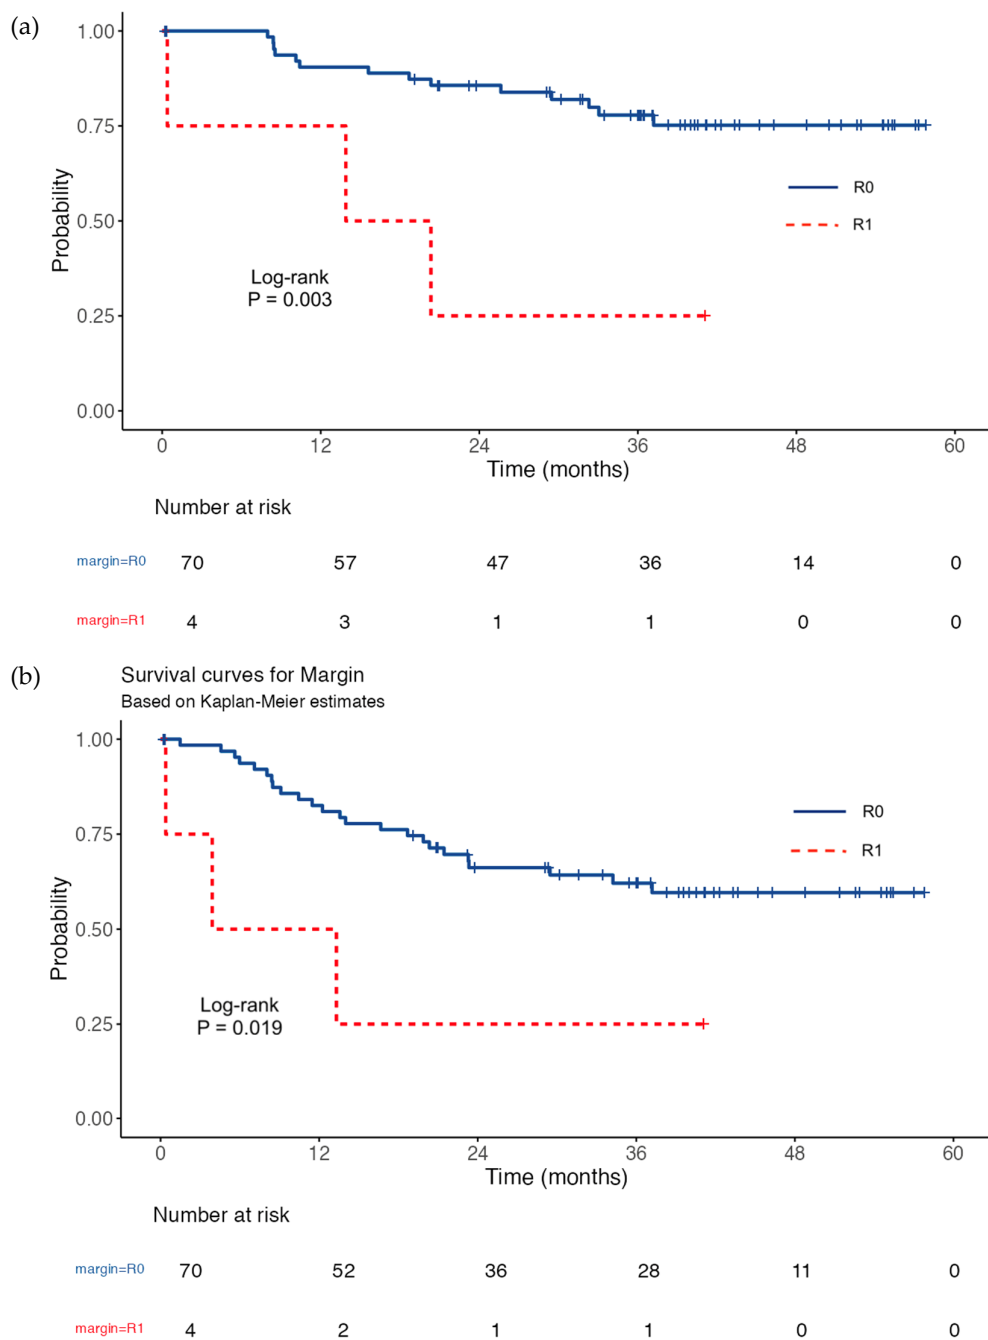 (a)
1.00
0.75
0.50
0.25
0.00
Probability
R0
R1
Log-rank
P = 0.003
0 12 24 36 48 60
Time (months)
Number at risk
margin=R0 70 57 47 36 14 0
margin=R1 4 3 1 1 0 0
(b)
Survival curves for Margin
Based on Kaplan-Meier estimates
1.00
0.75
0.50
0.25
0.00
Probability
R0
R1
Log-rank
P = 0.019
0 12 24 36 48 60
Time (months)
Number at risk
margin=R0 70 52 36 28 11 0
margin=R1 4 2 1 1 0 0